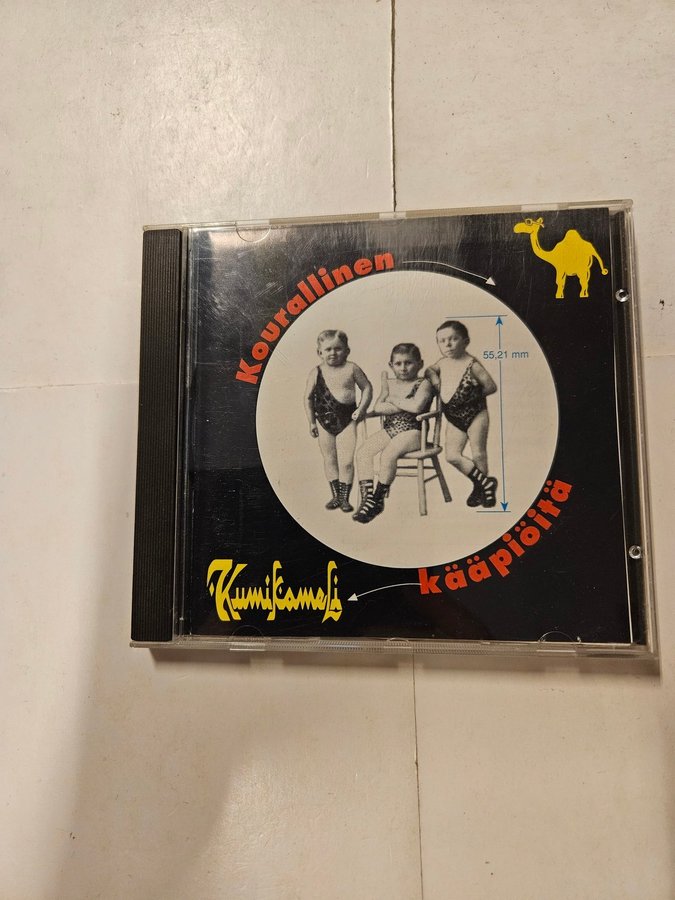 Kourallinen
55,21 mm
kääpiöitä
KumiKameli